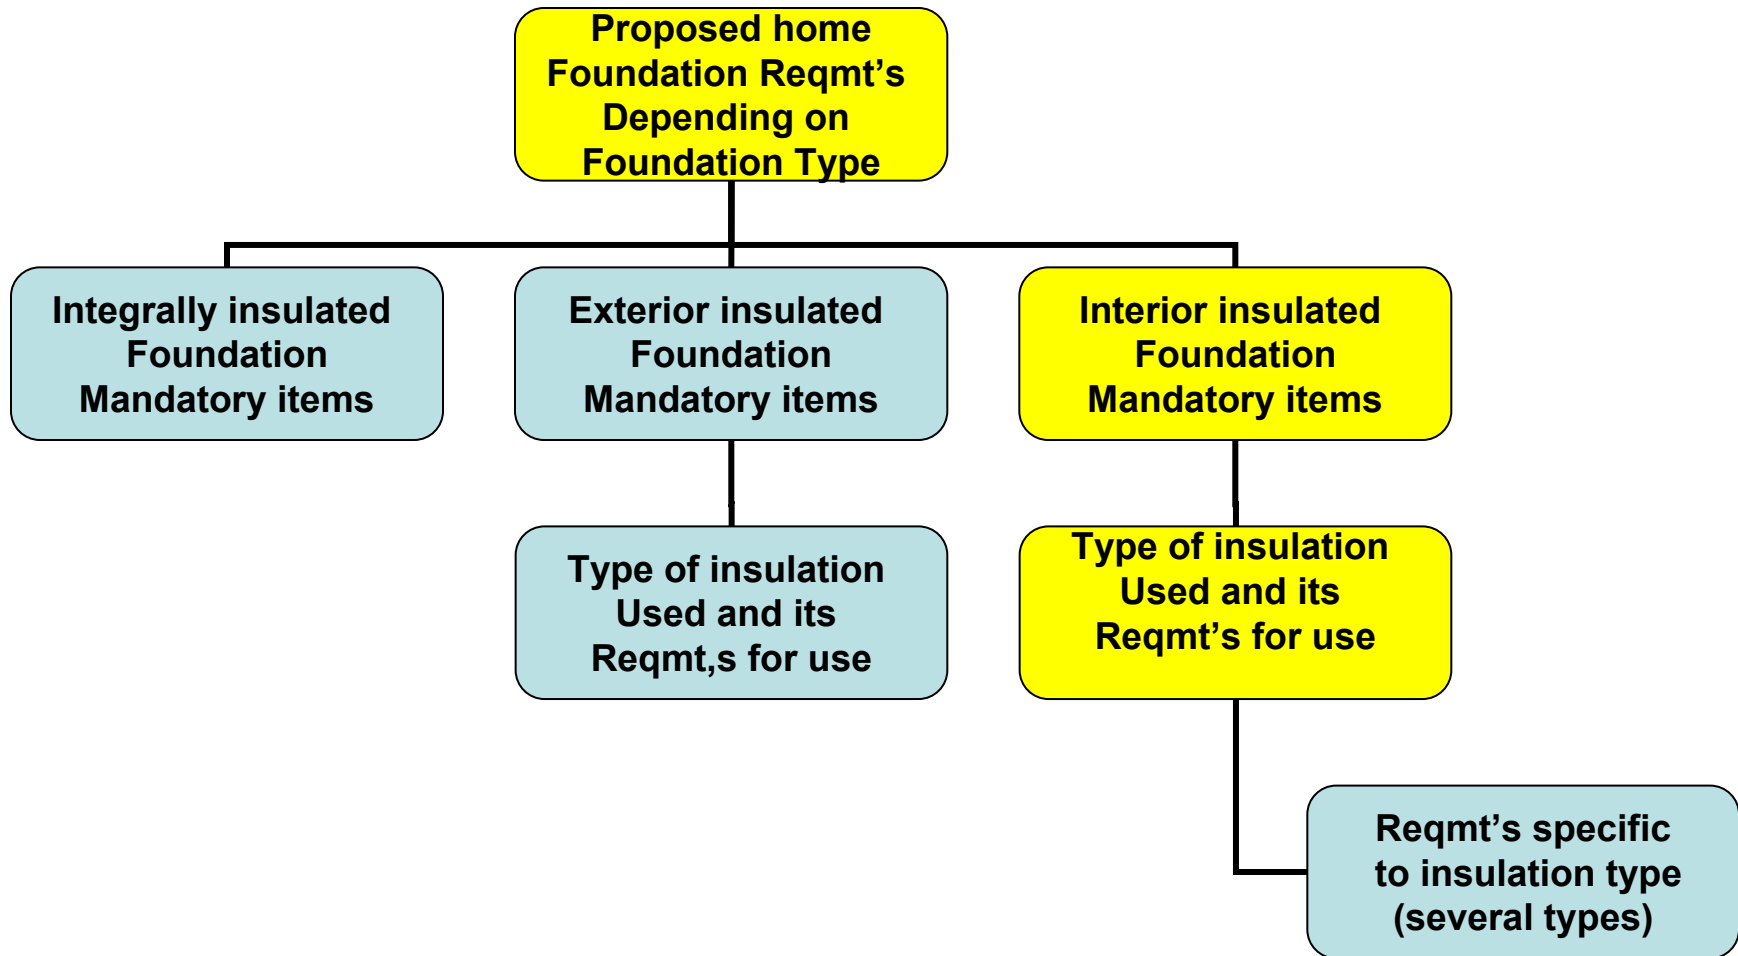 Proposed home
Foundation Reqmt’s
Depending on
Foundation Type
Integrally insulated
Foundation
Mandatory items
Exterior insulated
Foundation
Mandatory items
Interior insulated
Foundation
Mandatory items
Type of insulation
Used and its
Reqmt,s for use
Type of insulation
Used and its
Reqmt’s for use
Reqmt’s specific
to insulation type
(several types)